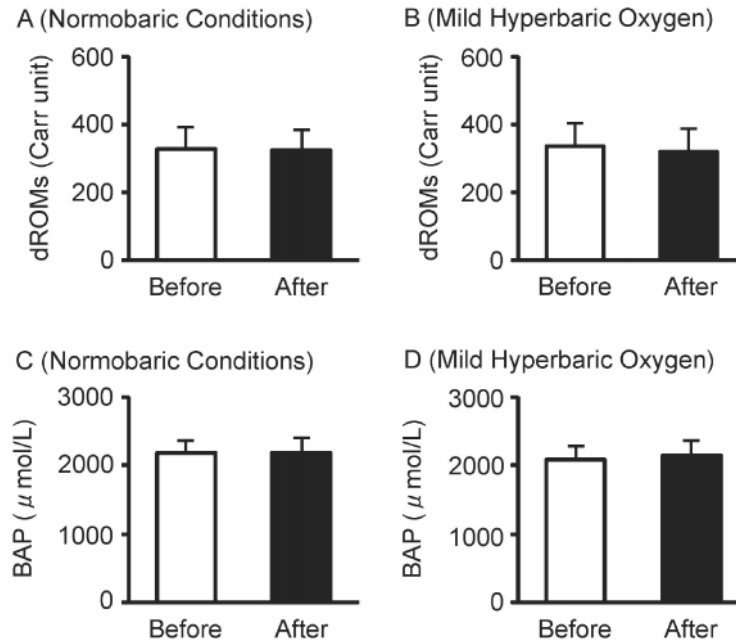 A (Normobaric Conditions)
dROMs (Carr unit)
600
400
200
0
Before After
B (Mild Hyperbaric Oxygen)
dROMs (Carr unit)
600
400
200
0
Before After
C (Normobaric Conditions)
BAP ( μ mol/L)
3000
2000
1000
0
Before After
D (Mild Hyperbaric Oxygen)
BAP ( μ mol/L)
3000
2000
1000
0
Before After